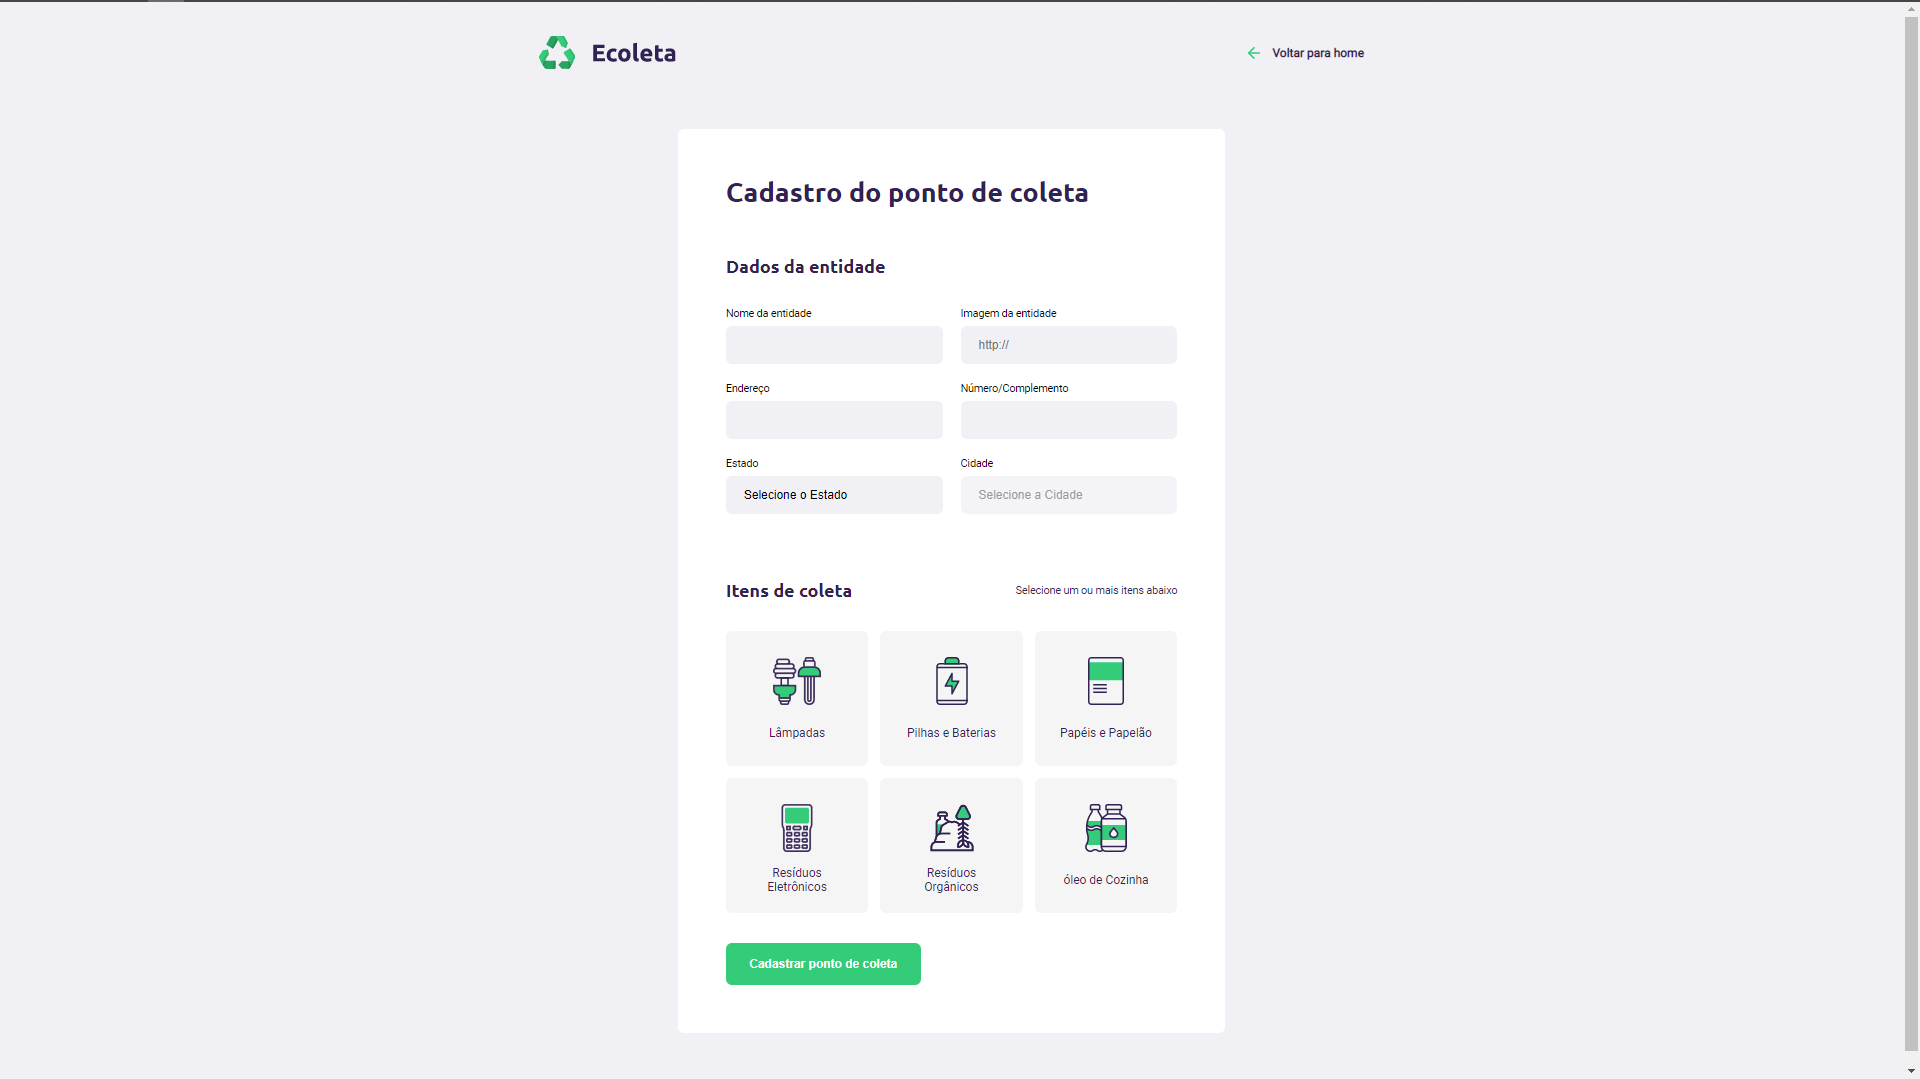 Ecoleta
Voltar para home
Cadastro do ponto de coleta
Dados da entidade
Nome da entidade
Imagem da entidade
http://
Endereço
Número/Complemento
Estado
Cidade
Selecione o Estado
Selecione a Cidade
Itens de coleta
Selecione um ou mais itens abaixo
Lâmpadas
Pilhas e Baterias
Papéis e Papelão
Resíduos
Eletrônicos
Resíduos
Orgânicos
óleo de Cozinha
Cadastrar ponto de coleta